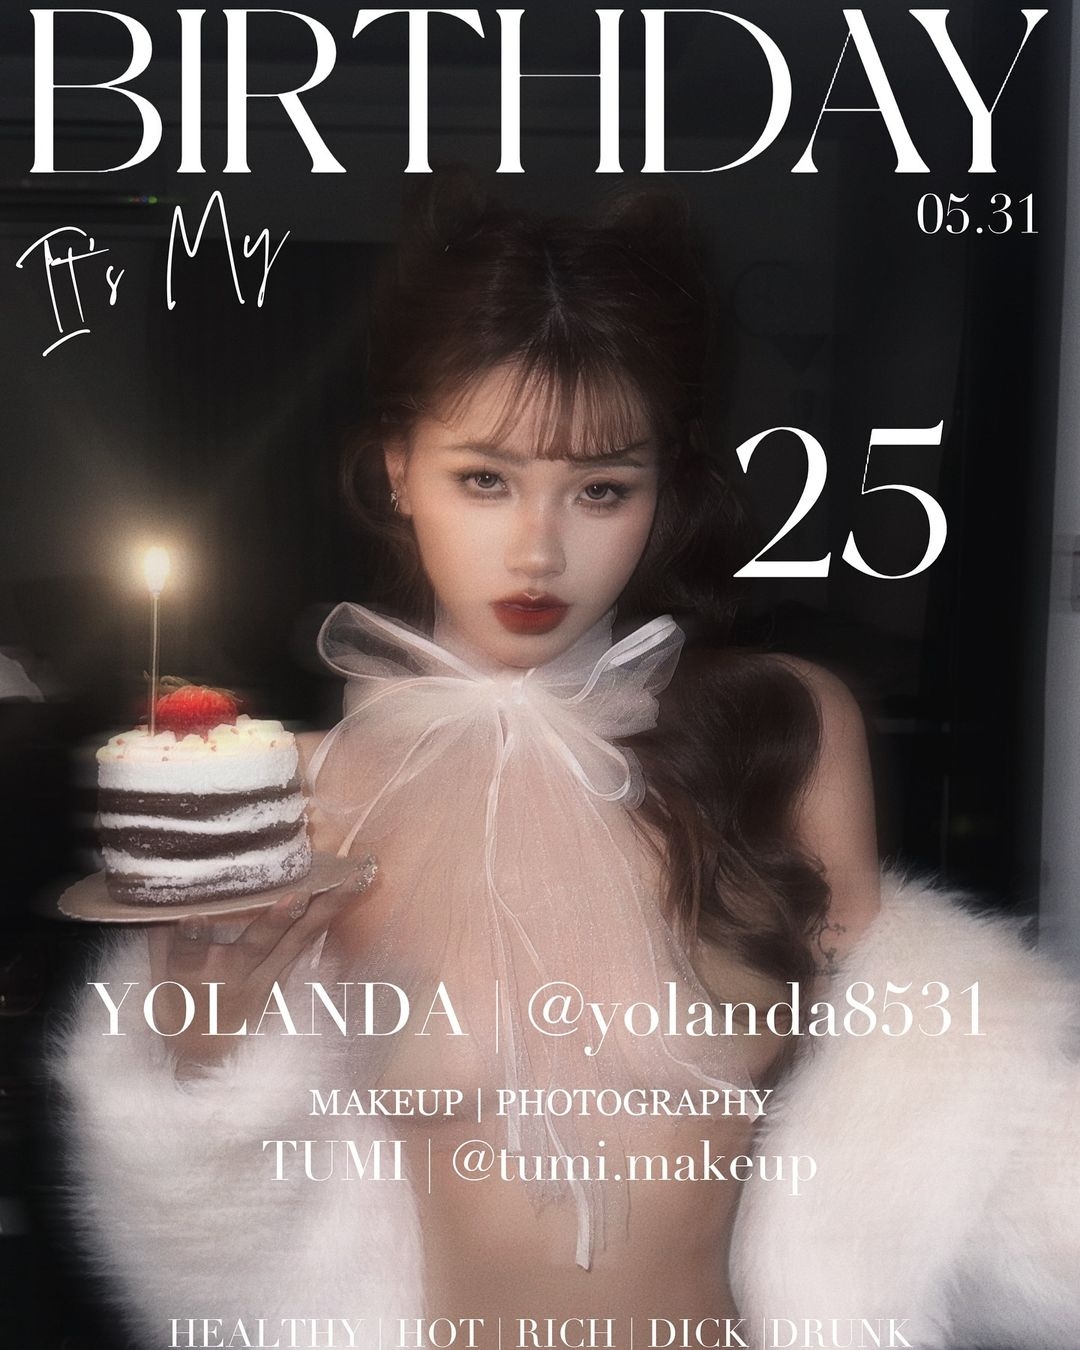 BIRTHDAY
It's My
05.31
25
YOLANDA | @yolanda8531
MAKEUP | PHOTOGRAPHY
TUMI | @tumi.makeup
HEALTHY | HOT | RICH | DICK |DRUNK